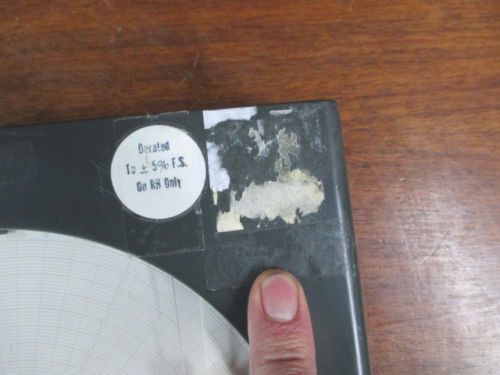 Derated
To ± 5% F.S.
On RH Only